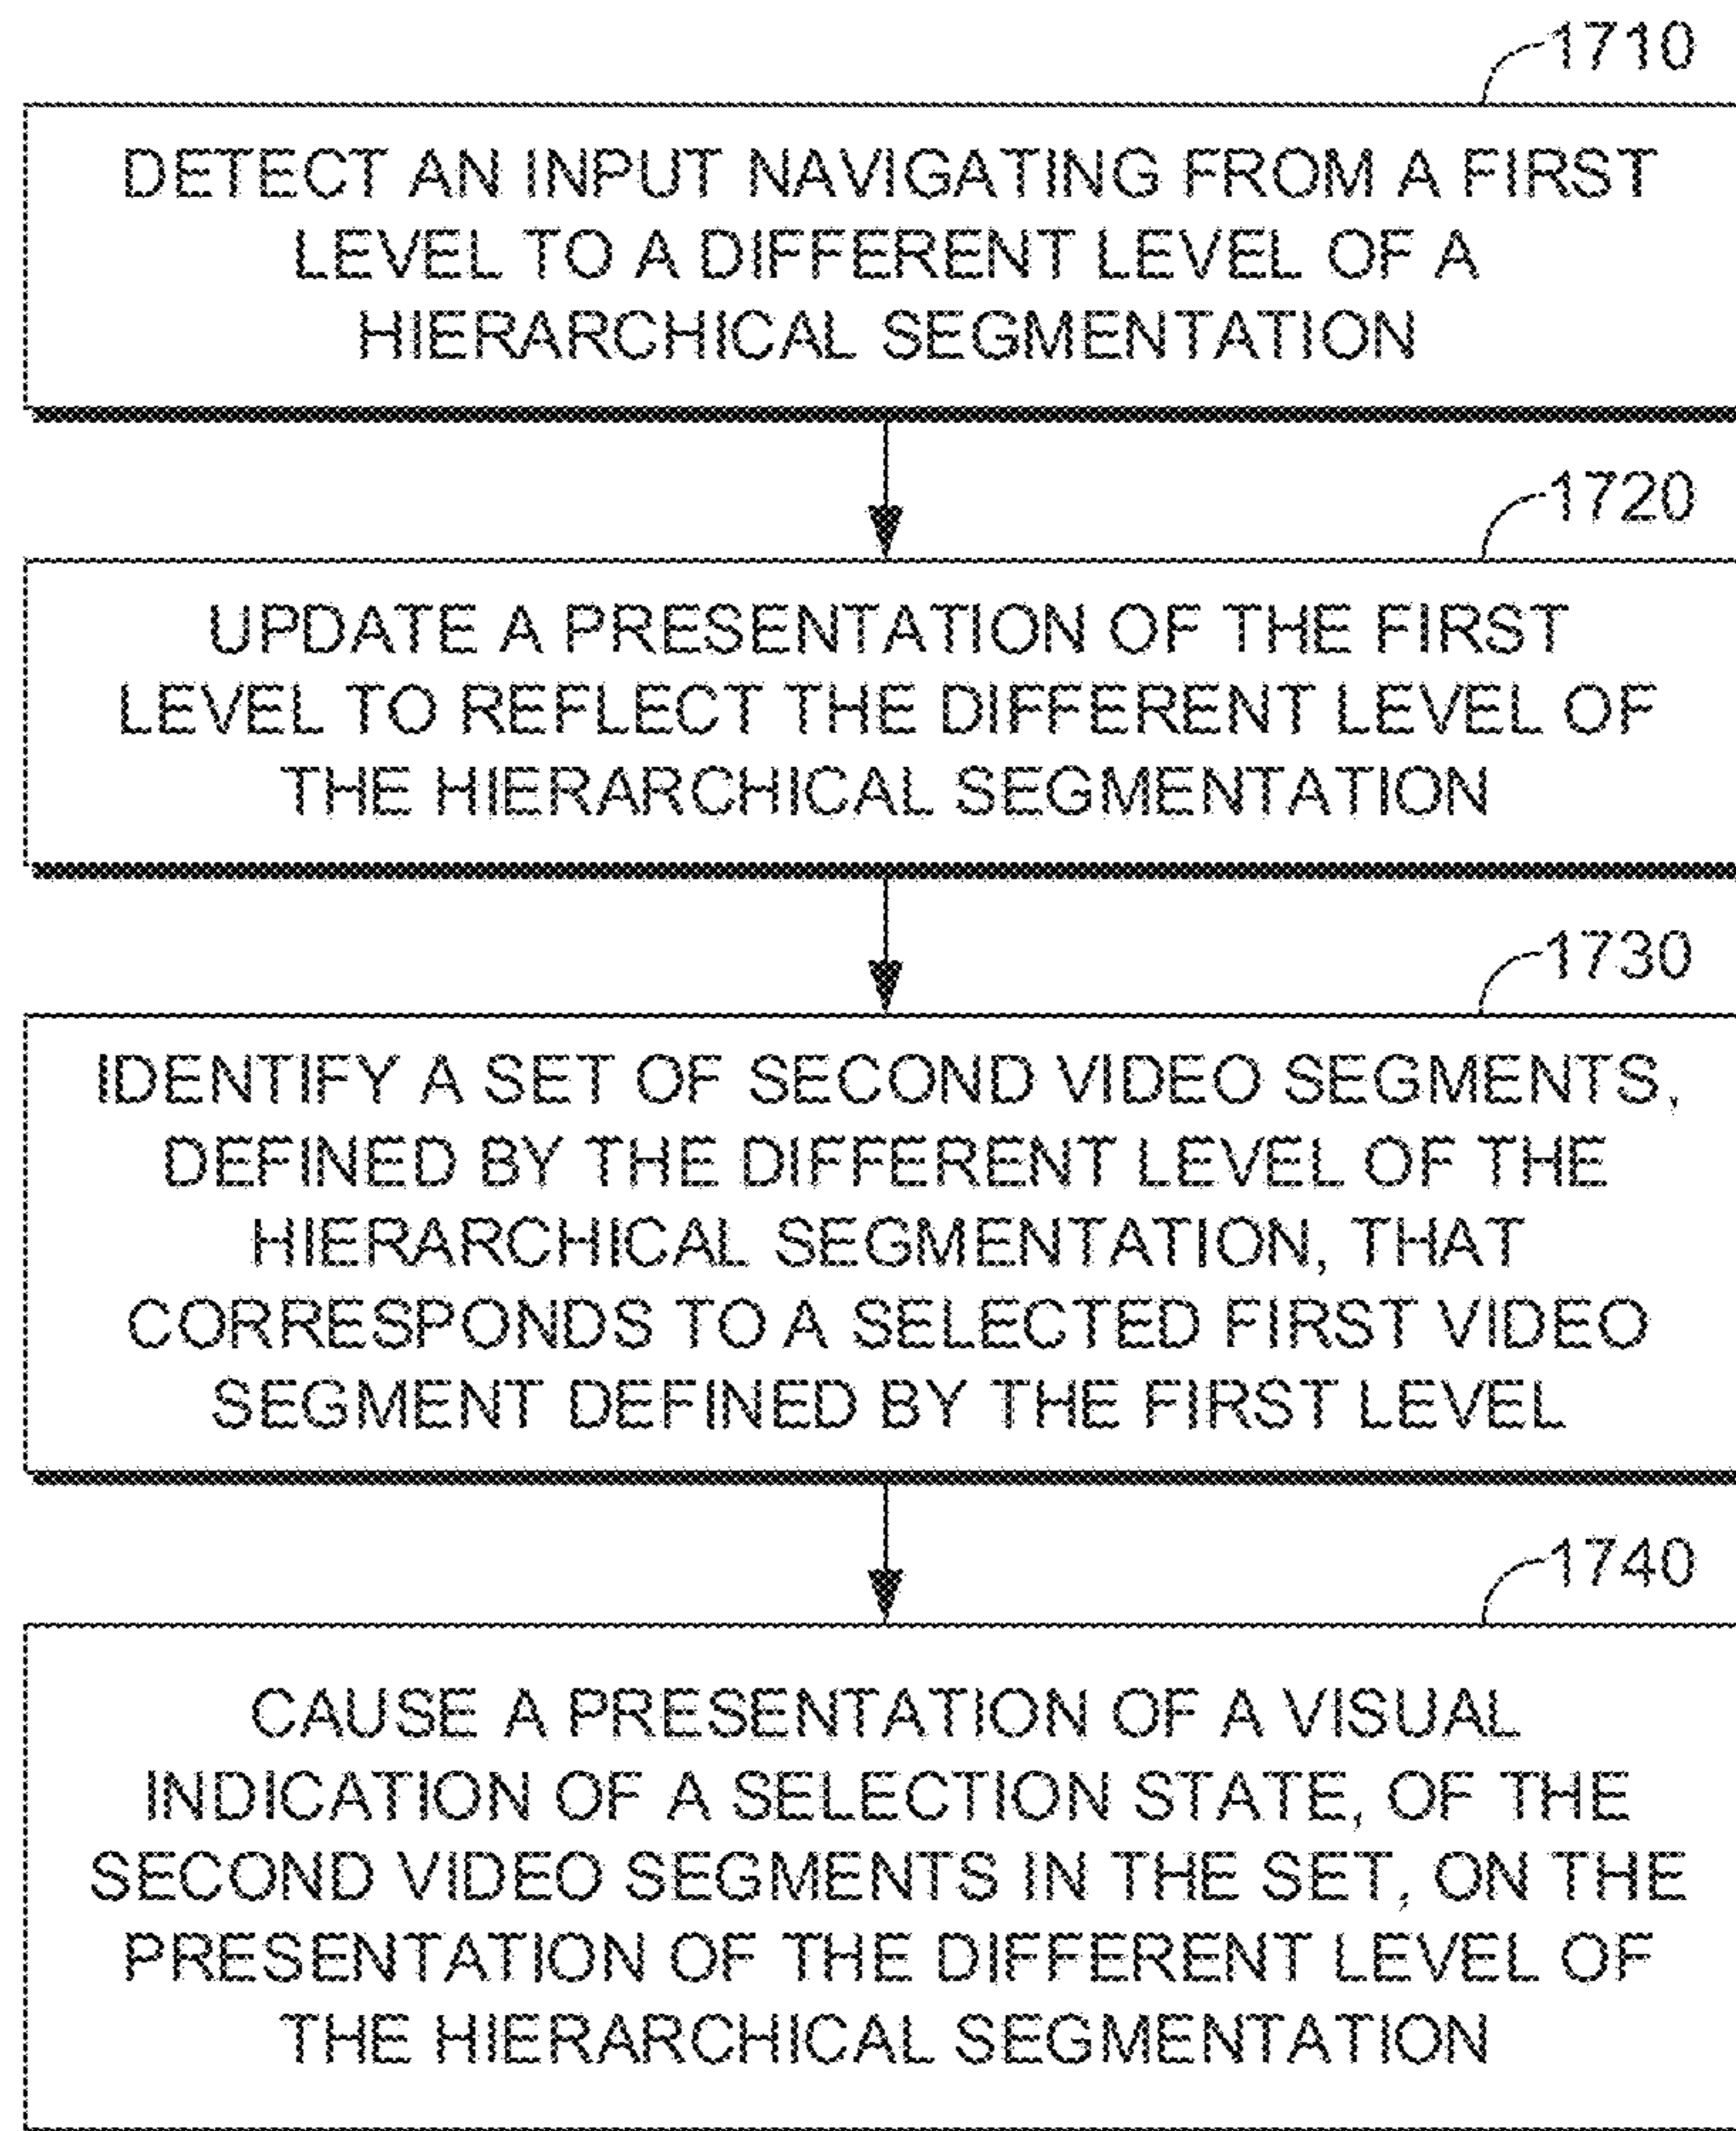 1710
DETECT AN INPUT NAVIGATING FROM A FIRST
LEVEL TO A DIFFERENT LEVEL OF A
HIERARCHICAL SEGMENTATION
1720
UPDATE A PRESENTATION OF THE FIRST
LEVEL TO REFLECT THE DIFFERENT LEVEL OF
THE HIERARCHICAL SEGMENTATION
1730
IDENTIFY A SET OF SECOND VIDEO SEGMENTS,
DEFINED BY THE DIFFERENT LEVEL OF THE
HIERARCHICAL SEGMENTATION, THAT
CORRESPONDS TO A SELECTED FIRST VIDEO
SEGMENT DEFINED BY THE FIRST LEVEL
1740
CAUSE A PRESENTATION OF A VISUAL
INDICATION OF A SELECTION STATE, OF THE
SECOND VIDEO SEGMENTS IN THE SET, ON THE
PRESENTATION OF THE DIFFERENT LEVEL OF
THE HIERARCHICAL SEGMENTATION